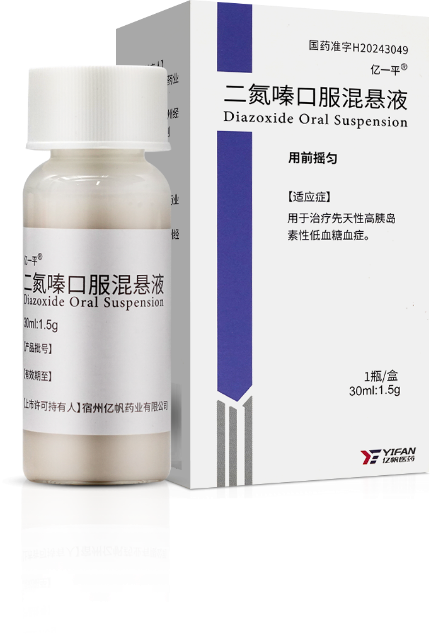 国药准字H20243049
亿一平®
二氮嗪口服混悬液
Diazoxide Oral Suspension
用前摇匀
【适应症】
用于治疗先天性高胰岛
素性低血糖血症。
1瓶/盒
30ml:1.5g
YIFAN
亿帆医药
亿一平®
二氮嗪口服混悬液
Diazoxide Oral Suspension
30ml:1.5g
【产品批号】
【有效期至】
【上市许可持有人】宿州亿帆药业有限公司